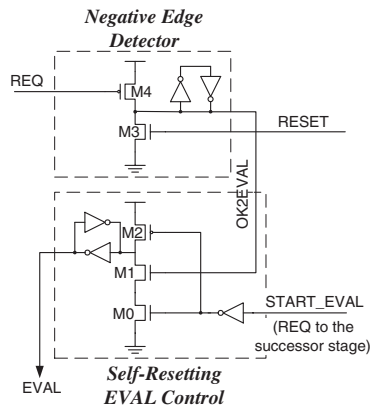 Negative Edge
Detector
REQ
M4
M3
RESET
OK2EVAL
M2
M1
M0
START_EVAL
(REQ to the
successor stage)
EVAL
Self-Resetting
EVAL Control